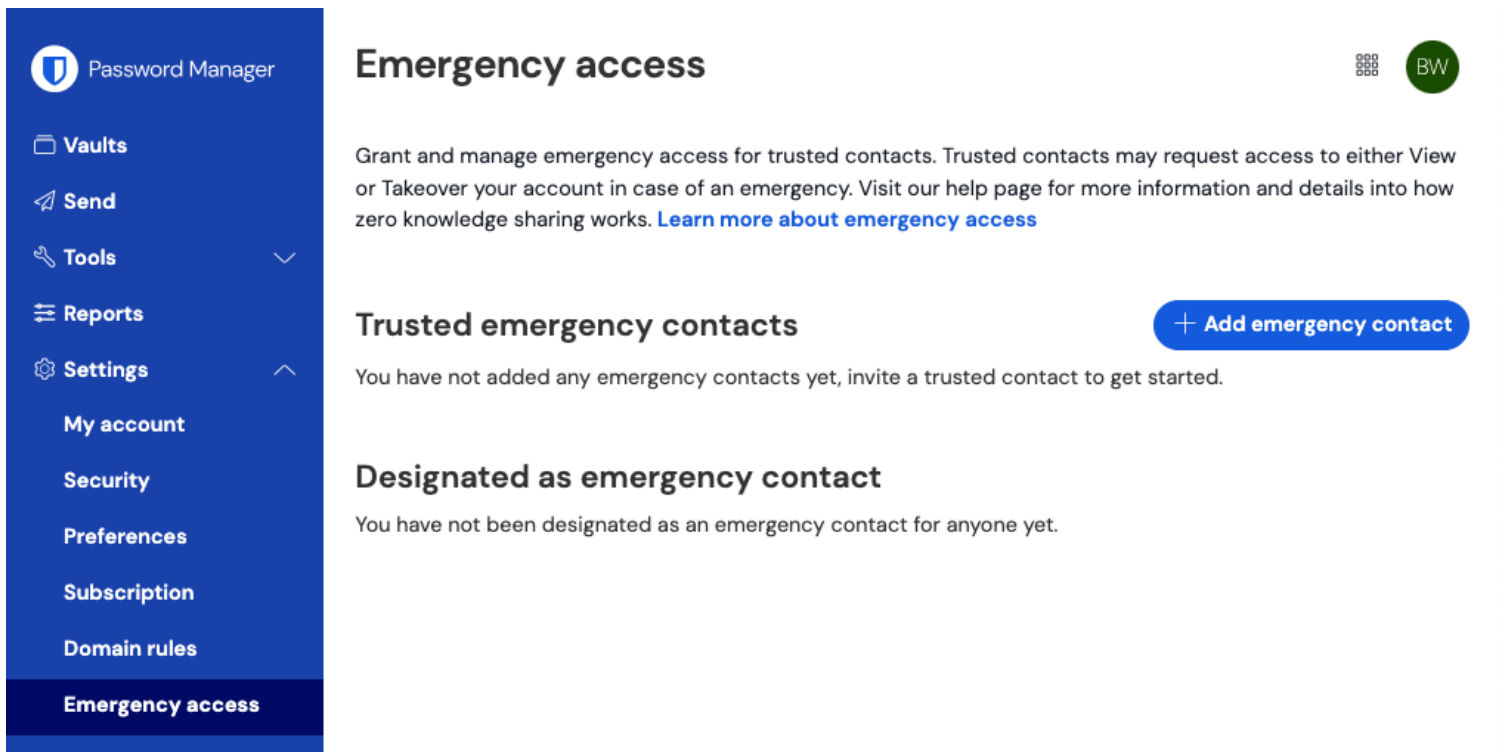 Password Manager
Vaults
Send
Tools
Reports
Settings
My account
Security
Preferences
Subscription
Domain rules
Emergency access
Emergency access
BW
Grant and manage emergency access for trusted contacts. Trusted contacts may request access to either View
or Takeover your account in case of an emergency. Visit our help page for more information and details into how
zero knowledge sharing works. Learn more about emergency access
Trusted emergency contacts
+ Add emergency contact
You have not added any emergency contacts yet, invite a trusted contact to get started.
Designated as emergency contact
You have not been designated as an emergency contact for anyone yet.